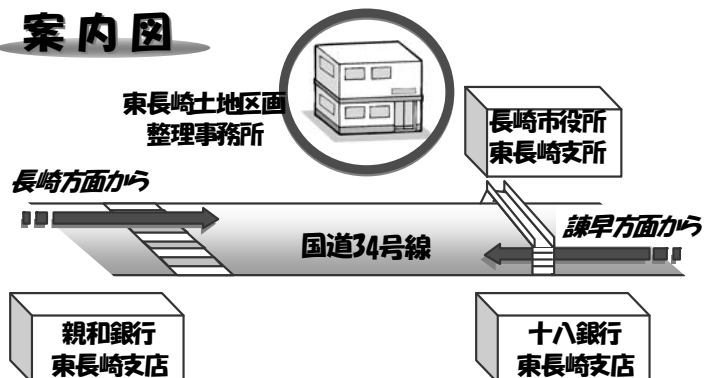 案内図
東長崎土地区画
整理事務所
長崎市役所
東長崎支所
長崎方面から
国道34号線
諫早方面から
親和銀行
東長崎支店
十八銀行
東長崎支店